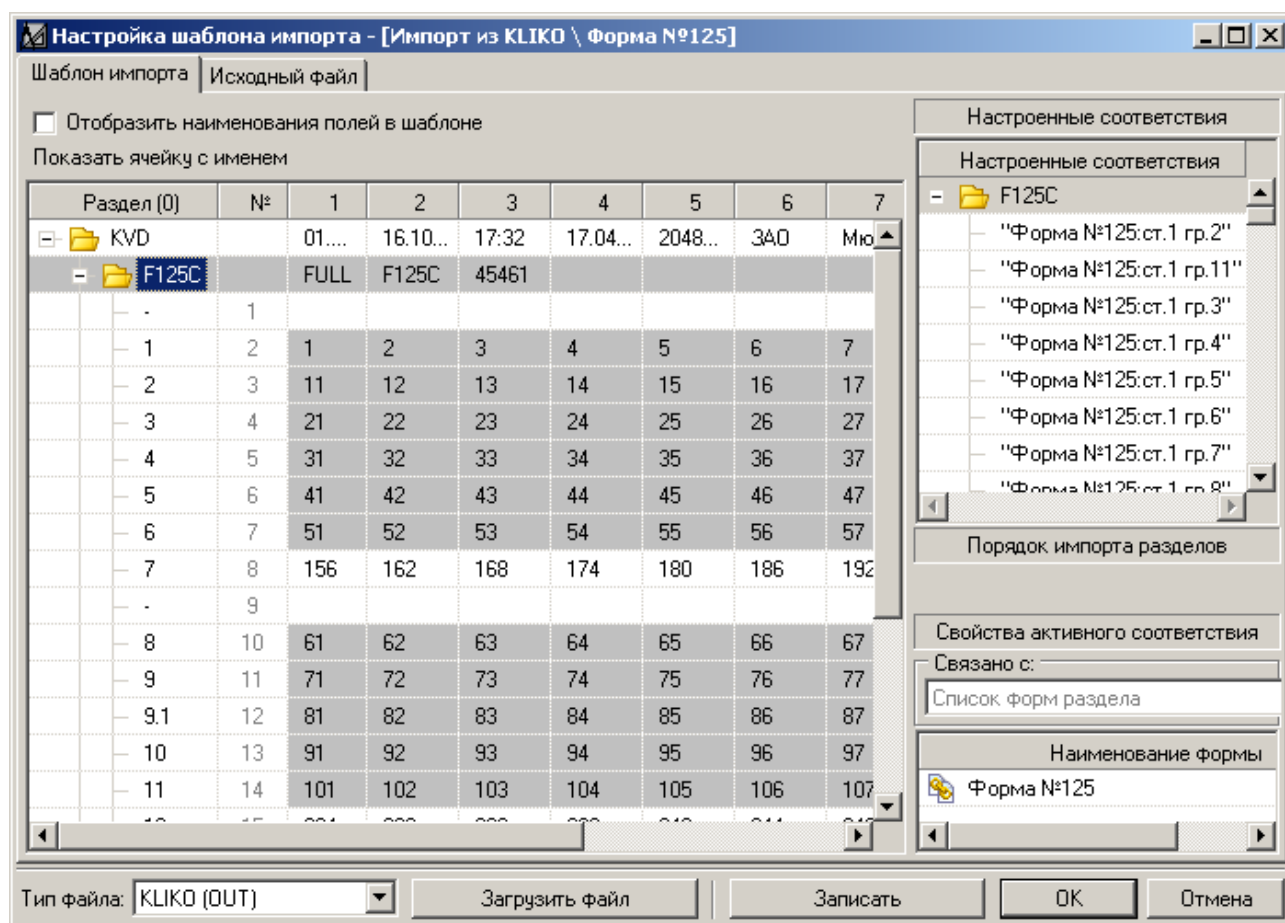 Настройка шаблона импорта - [Импорт из KLIKO \ Форма №125]
Шаблон импорта Исходный файл
Отобразить наименования полей в шаблоне
Показать ячейку с именем
Раздел (0) № 1 2 3 4 5 6 7
KVD 01.... 16.10... 17:32 17.04... 2048... ЗАО Мю
F125C FULL F125C 45461
- 1
1 2 1 2 3 4 5 6 7
2 3 11 12 13 14 15 16 17
3 4 21 22 23 24 25 26 27
4 5 31 32 33 34 35 36 37
5 6 41 42 43 44 45 46 47
6 7 51 52 53 54 55 56 57
7 8 156 162 168 174 180 186 192
- 9
8 10 61 62 63 64 65 66 67
9 11 71 72 73 74 75 76 77
9.1 12 81 82 83 84 85 86 87
10 13 91 92 93 94 95 96 97
11 14 101 102 103 104 105 106 107
Настроенные соответствия
Настроенные соответствия
F125C
"Форма №125:ст.1 гр.2"
"Форма №125:ст.1 гр.11"
"Форма №125:ст.1 гр.3"
"Форма №125:ст.1 гр.4"
"Форма №125:ст.1 гр.5"
"Форма №125:ст.1 гр.6"
"Форма №125:ст.1 гр.7"
"Форма №125:ст.1 гр.8"
Порядок импорта разделов
Свойства активного соответствия
Связано с:
Список форм раздела
Наименование формы
Форма №125
Тип файла: KLIKO (OUT) Загрузить файл Записать OK Отмена